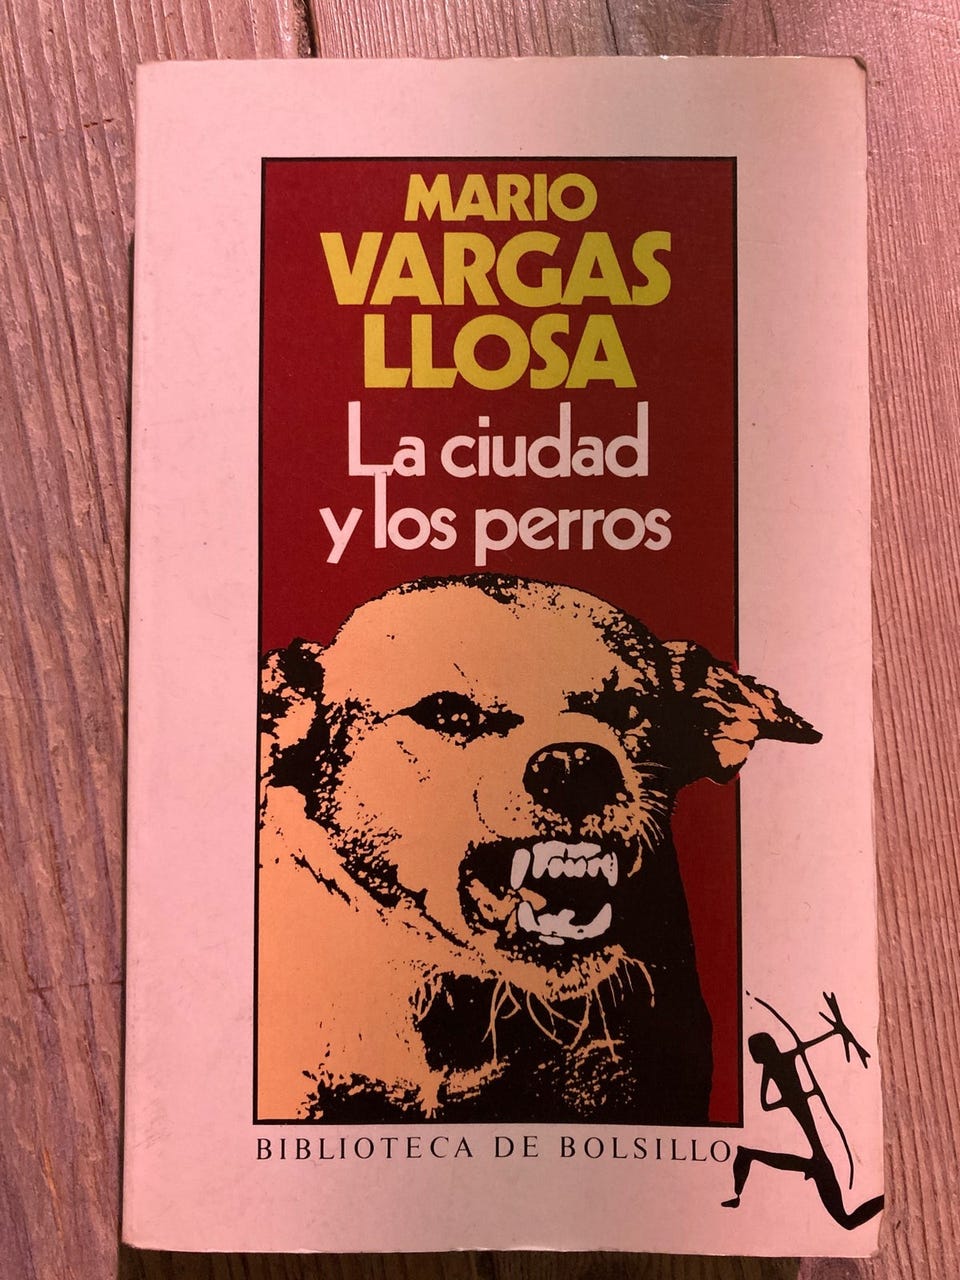 MARIO
VARGAS
LLOSA
La ciudad
y los perros
BIBLIOTECA DE BOLSILLO